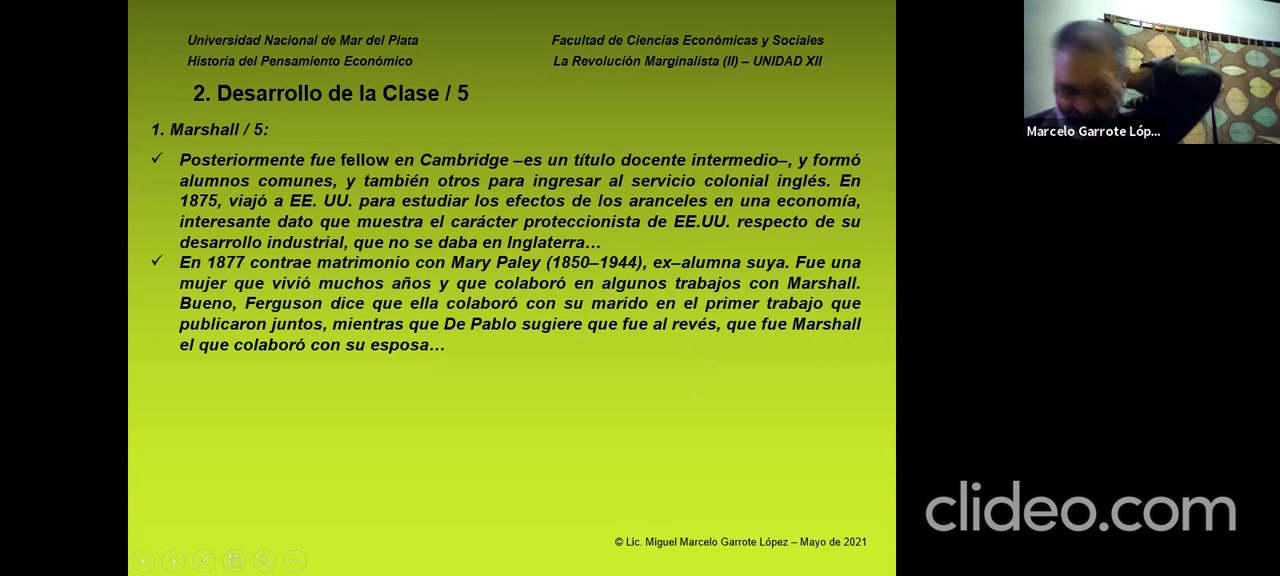 Universidad Nacional de Mar del Plata
Facultad de Ciencias Económicas y Sociales
Historia del Pensamiento Económico
La Revolución Marginalista (II) – UNIDAD XII
2. Desarrollo de la Clase / 5
1. Marshall / 5:
✓ Posteriormente fue fellow en Cambridge –es un título docente intermedio–, y formó
alumnos comunes, y también otros para ingresar al servicio colonial inglés. En
1875, viajó a EE. UU. para estudiar los efectos de los aranceles en una economía,
interesante dato que muestra el carácter proteccionista de EE.UU. respecto de su
desarrollo industrial, que no se daba en Inglaterra…
✓ En 1877 contrae matrimonio con Mary Paley (1850–1944), ex–alumna suya. Fue una
mujer que vivió muchos años y que colaboró en algunos trabajos con Marshall.
Bueno, Ferguson dice que ella colaboró con su marido en el primer trabajo que
publicaron juntos, mientras que De Pablo sugiere que fue al revés, que fue Marshall
el que colaboró con su esposa…
© Lic. Miguel Marcelo Garrote López – Mayo de 2021
Marcelo Garrote Lóp...
clideo.com